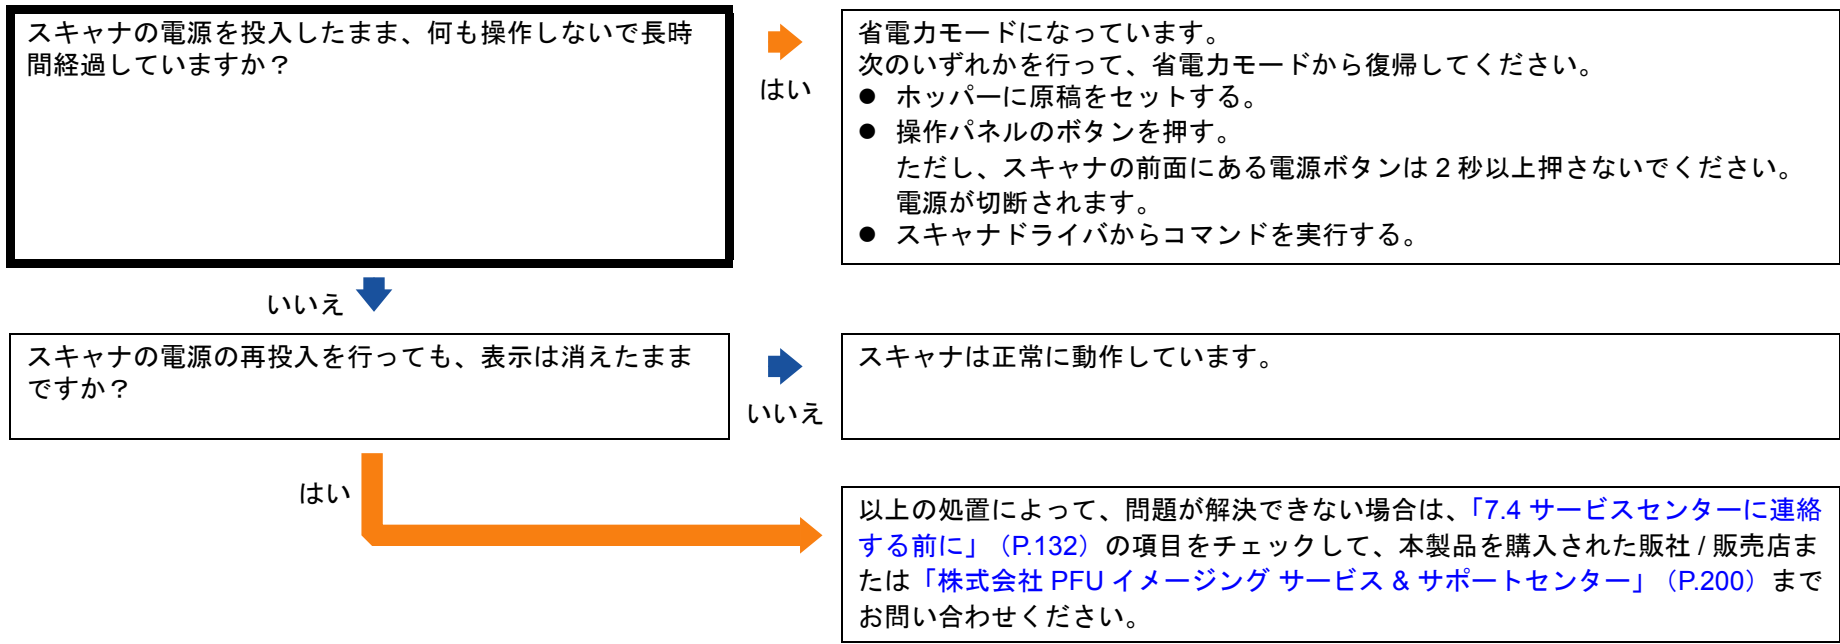 スキャナの電源を投入したまま、何も操作しないで長時
間経過していますか？
はい
省電力モードになっています。
次のいずれかを行って、省電力モードから復帰してください。
● ホッパーに原稿をセットする。
● 操作パネルのボタンを押す。
ただし、スキャナの前面にある電源ボタンは 2 秒以上押さないでください。
電源が切断されます。
● スキャナドライバからコマンドを実行する。
いいえ
スキャナの電源の再投入を行っても、表示は消えたまま
ですか？
いいえ
スキャナは正常に動作しています。
はい
以上の処置によって、問題が解決できない場合は、「7.4 サービスセンターに連絡
する前に」（P.132）の項目をチェックして、本製品を購入された販社 / 販売店ま
たは「株式会社 PFU イメージング サービス & サポートセンター」（P.200）まで
お問い合わせください。